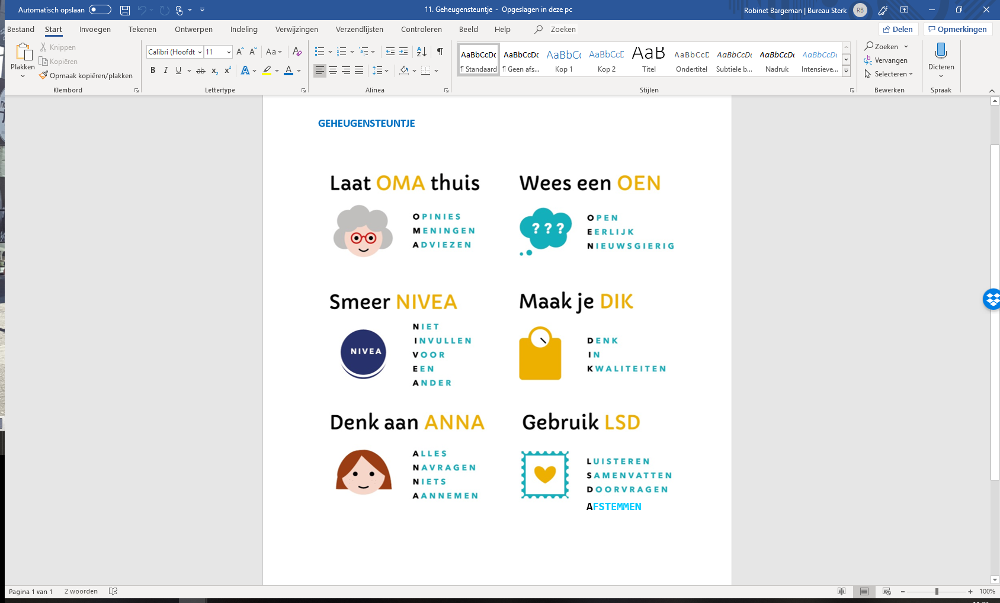 Automatisch opslaan
11. Geheugensteuntje - Opgeslagen in deze pc
Robinet Bargeman | Bureau Sterk
RB
Bestand Start Invoegen Tekenen Ontwerpen Indeling Verwijzingen Verzendlijsten Controleren Beeld Help Zoeken
Delen
Opmerkingen
Plakken
Knippen
Kopiëren
Opmaak kopiëren/plakken
Klembord
Calibri (Hoofdt 11
Lettertype
Alinea
AaBbCcDc
¶ Standaard
AaBbCcDc
¶ Geen afs...
AaBbCc
Kop 1
AaBbCcD
Kop 2
AaB
Titel
AaBbCcD
Ondertitel
AaBbCcDc
Subtiele b...
AaBbCcDc
Nadruk
AaBbCcDc
Intensieve...
Stijlen
Zoeken
Vervangen
Selecteren
Bewerken
Dicteren
Spraak
GEHEUGENSTEUNTJE
Laat OMA thuis
OPINIES
MENINGEN
ADVIEZEN
Wees een OEN
???
OPEN
EERLIJK
NIEUWSGIERIG
Smeer NIVEA
NIVEA
NIET
INVULLEN
VOOR
EEN
ANDER
Maak je DIK
DENK
IN
KWALITEITEN
Denk aan ANNA
ALLES
NAVRAGEN
NIETS
AANNEMEN
Gebruik LSD
LUISTEREN
SAMENVATTEN
DOORVRAGEN
AFSTEMMEN
Pagina 1 van 1 2 woorden
100%